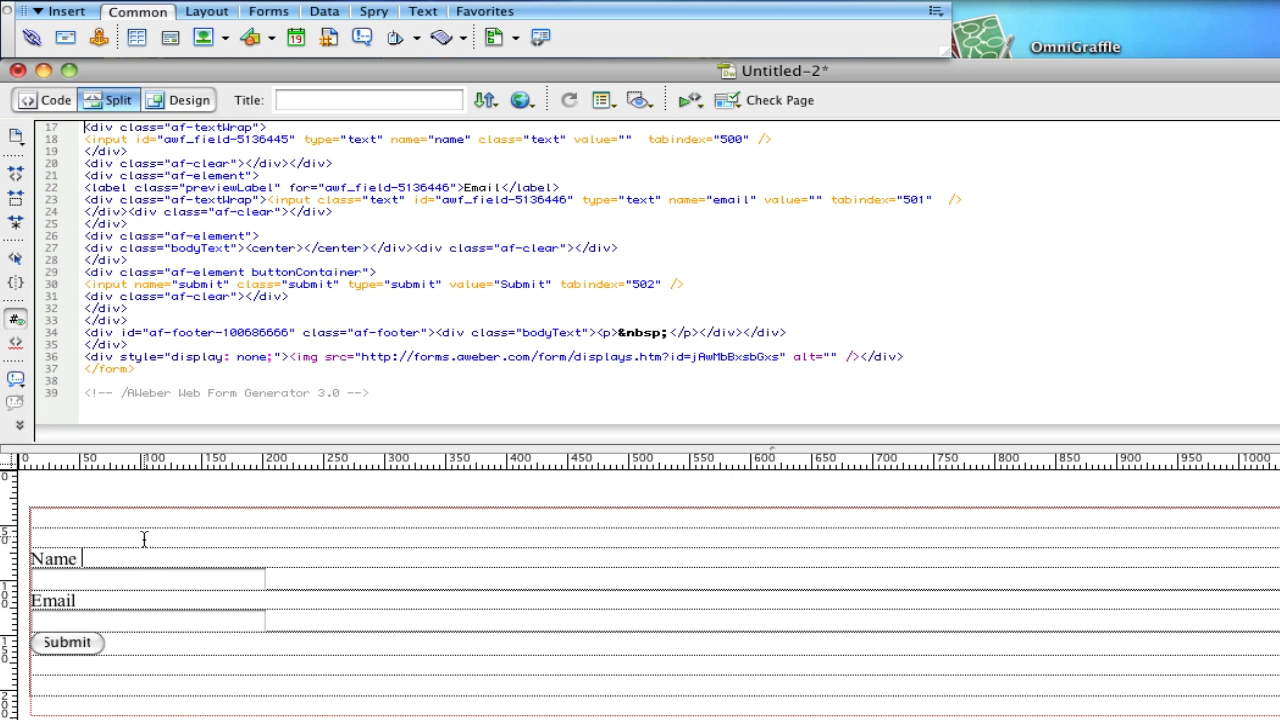 Insert Common Layout Forms Data Spry Text Favorites
OmniGraffle
Untitled-2*
Code Split Design Title: Check Page
17 <div class="af-textWrap">
18 <input id="awf_field-5136445" type="text" name="name" class="text" value=""  tabindex="500" />
19 </div>
20 <div class="af-clear"></div></div>
21 <div class="af-element">
22 <label class="previewLabel" for="awf_field-5136446">Email</label>
23 <div class="af-textWrap"><input class="text" id="awf_field-5136446" type="text" name="email" value="" tabindex="501"  />
24 </div><div class="af-clear"></div>
25 </div>
26 <div class="af-element">
27 <div class="bodyText"><center></center></div><div class="af-clear"></div>
28 </div>
29 <div class="af-element buttonContainer">
30 <input name="submit" class="submit" type="submit" value="Submit" tabindex="502" />
31 <div class="af-clear"></div>
32 </div>
33 </div>
34 <div id="af-footer-100686666" class="af-footer"><div class="bodyText"><p>&nbsp;</p></div></div>
35 </div>
36 <div style="display: none;"><img src="http://forms.aweber.com/form/displays.htm?id=jAwMbBxsbGxs" alt="" /></div>
37 </form>
38
39 <!-- /AWeber Web Form Generator 3.0 -->
0 50 100 150 200 250 300 350 400 450 500 550 600 650 700 750 800 850 900 950 1000
Name
Email
Submit